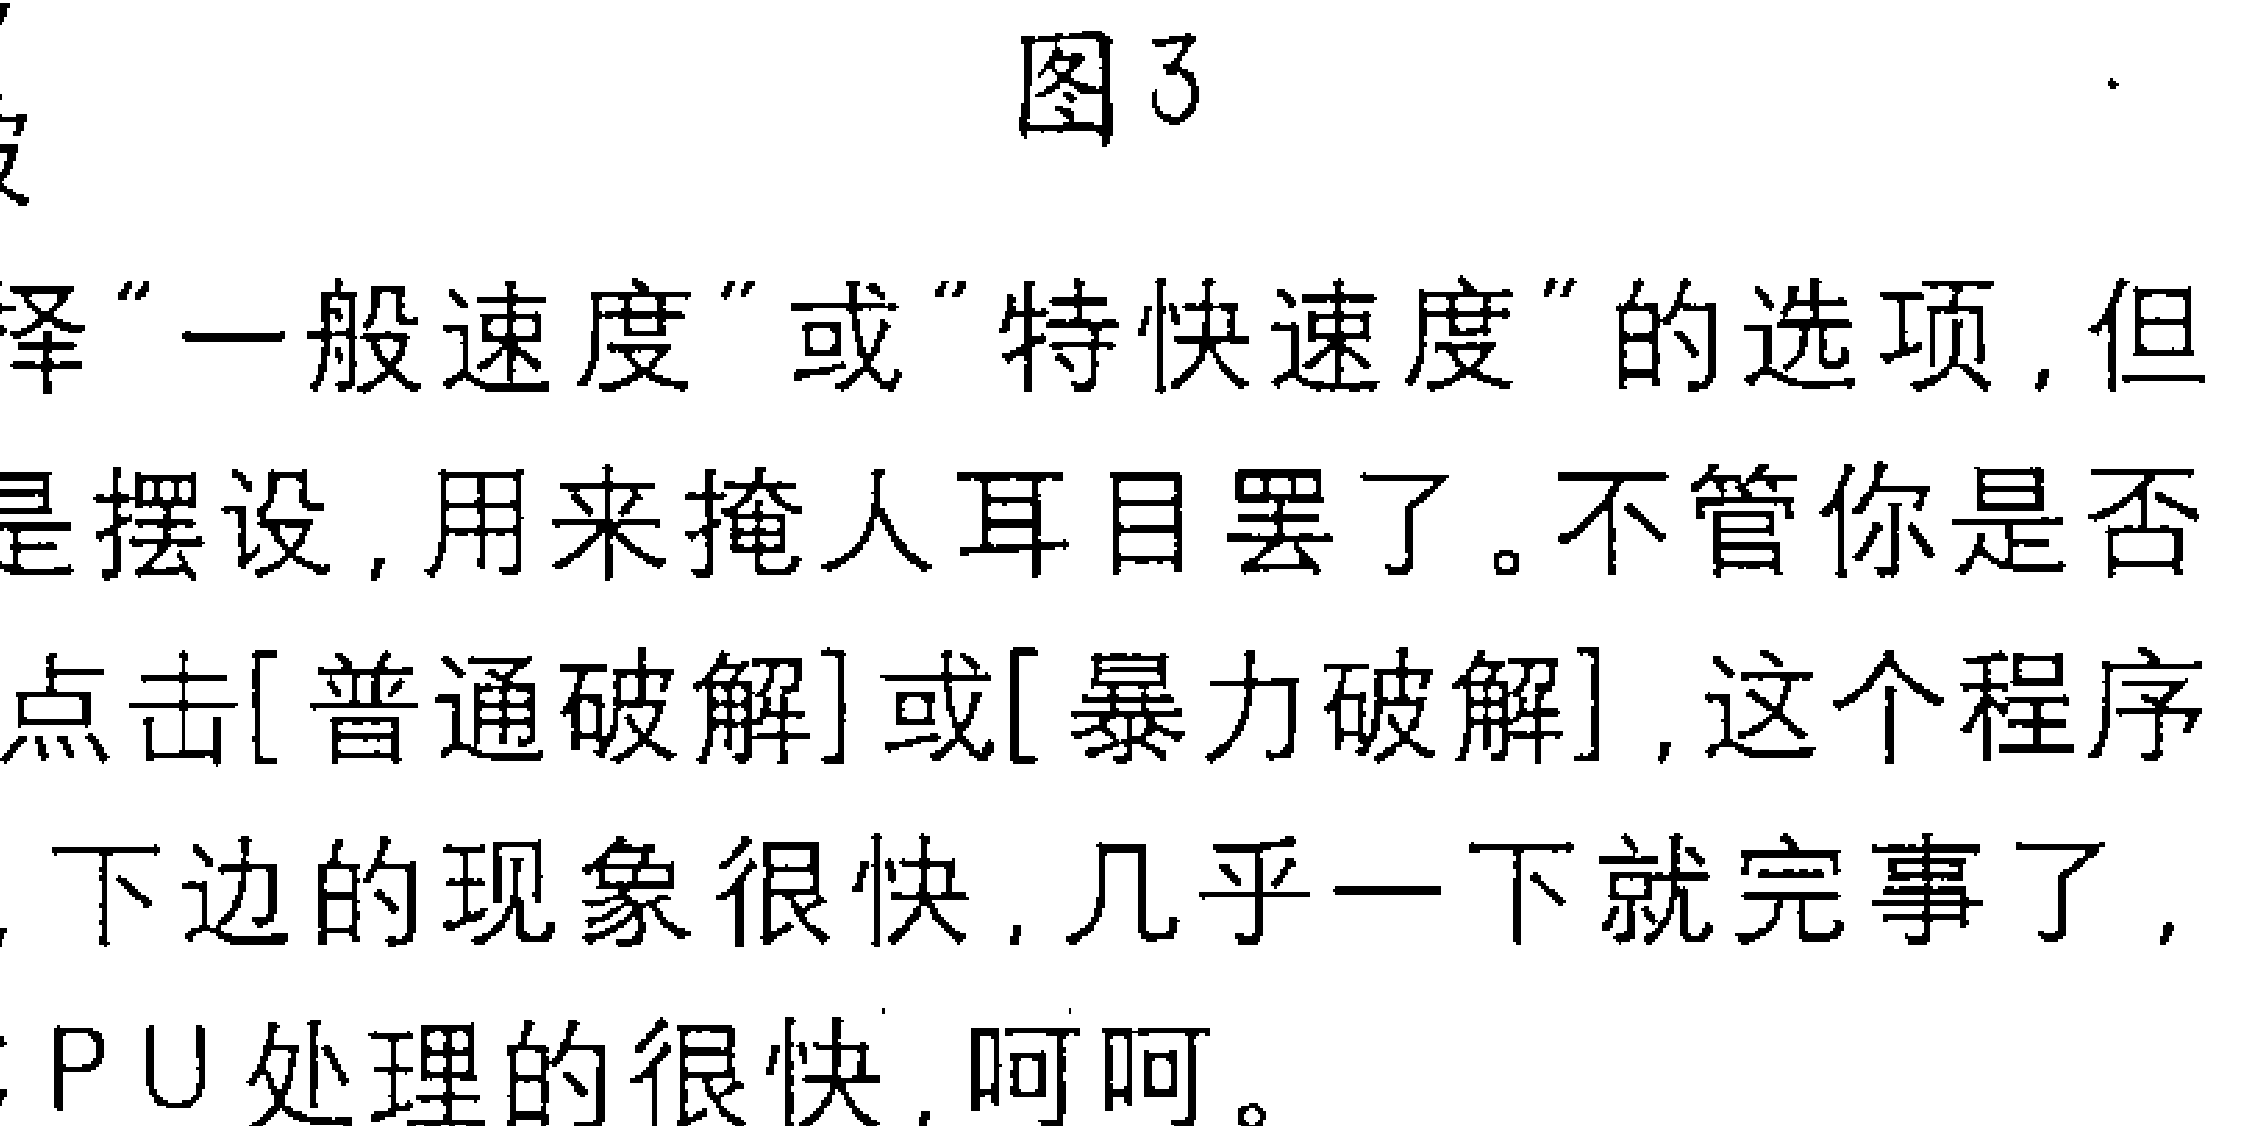 图3
择“一般速度”或“特快速度”的选项,但
是摆设,用来掩人耳目罢了。不管你是否
点击[普通破解]或[暴力破解],这个程序
,下边的现象很快,几乎一下就完事了,
PU处理的很快,呵呵。